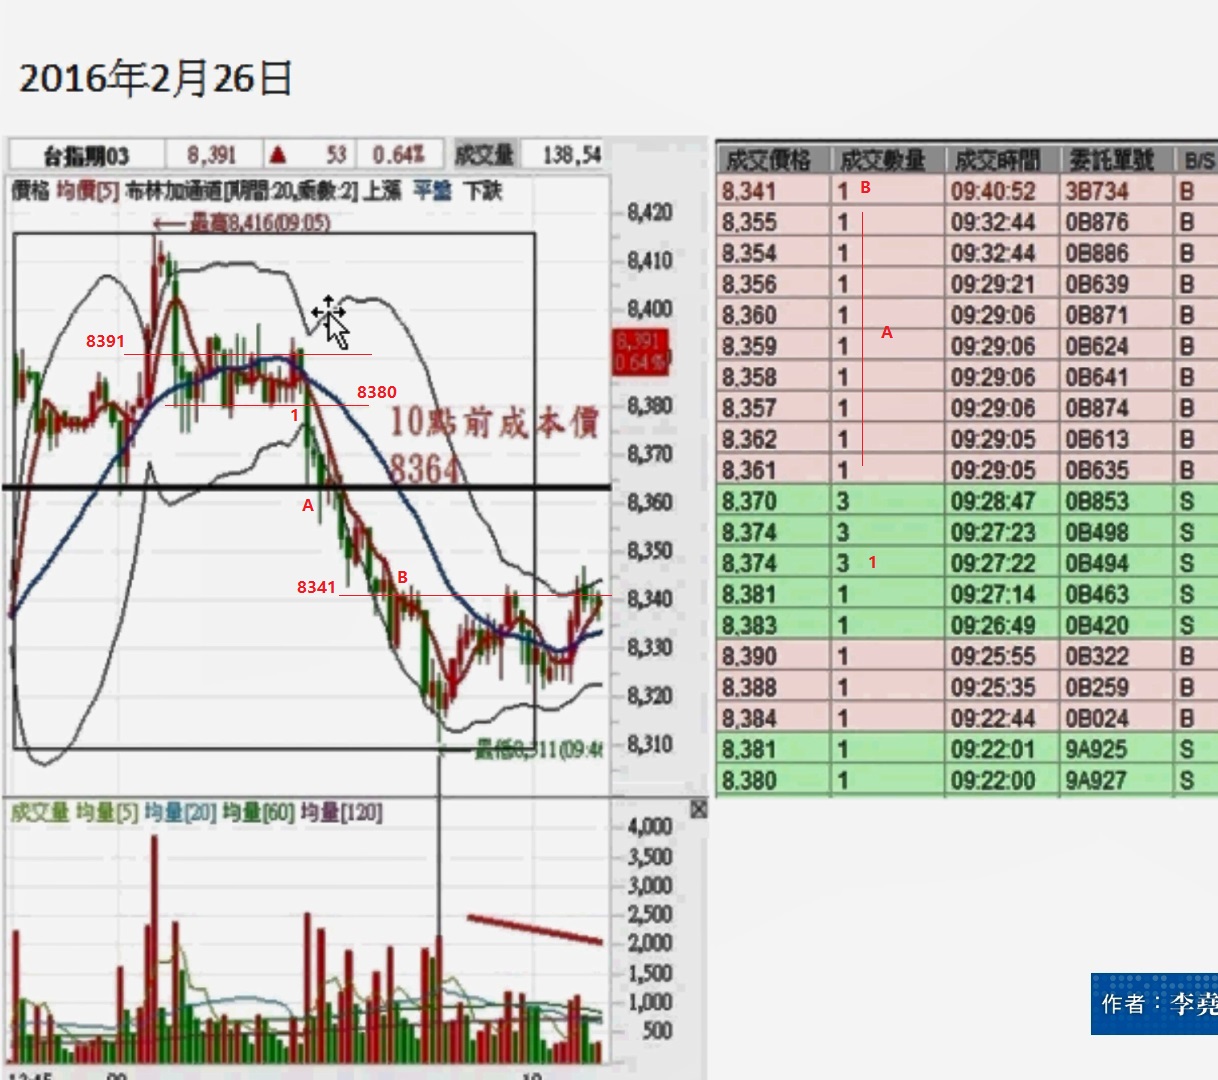 2016年2月26日
台指期03 8,391 ▲ 53 0.64% 成交量 138,54
價格 均價[5] 布林加通道[期間:20,乘數:2] 上漲 平盤 下跌
最高8,416(09:05)
8,420
8,410
8,400
8,391
0.64%
8,380
8,370
8,360
8,350
8,340
8,330
8,320
8,310
8391
8380
1
10點前成本價
8364
A
B
8341
最低8,311(09:46
成交量 均量[5] 均量[20] 均量[60] 均量[120]
4,000
3,500
3,000
2,500
2,000
1,500
1,000
500
成交價格 成交數量 成交時間 委託單號 B/S
8,341 1 B 09:40:52 3B734 B
8,355 1 09:32:44 0B876 B
8,354 1 09:32:44 0B886 B
8,356 1 09:29:21 0B639 B
8,360 1 09:29:06 0B871 B
8,359 1 A 09:29:06 0B624 B
8,358 1 09:29:06 0B641 B
8,357 1 09:29:06 0B874 B
8,362 1 09:29:05 0B613 B
8,361 1 09:29:05 0B635 B
8,370 3 09:28:47 0B853 S
8,374 3 09:27:23 0B498 S
8,374 3 1 09:27:22 0B494 S
8,381 1 09:27:14 0B463 S
8,383 1 09:26:49 0B420 S
8,390 1 09:25:55 0B322 B
8,388 1 09:25:35 0B259 B
8,384 1 09:22:44 0B024 B
8,381 1 09:22:01 9A925 S
8,380 1 09:22:00 9A927 S
作者：李堯